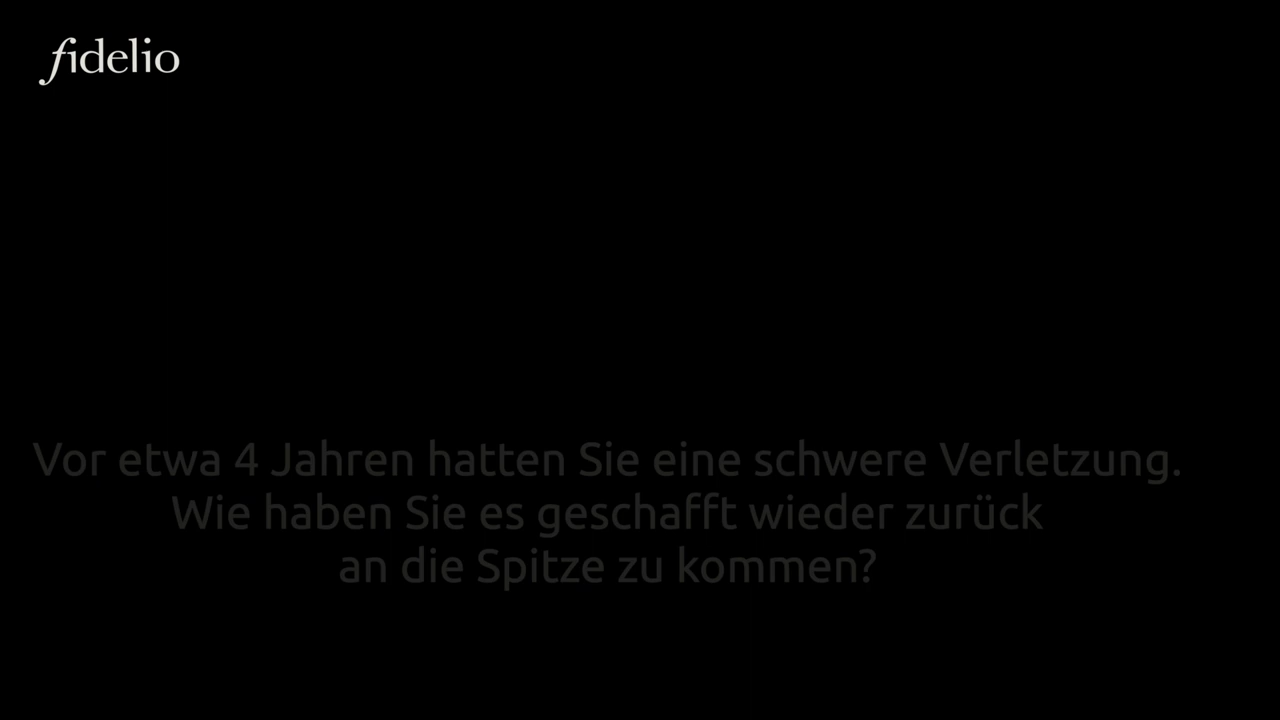 fidelio
Vor etwa 4 Jahren hatten Sie eine schwere Verletzung.
Wie haben Sie es geschafft wieder zurück
an die Spitze zu kommen?